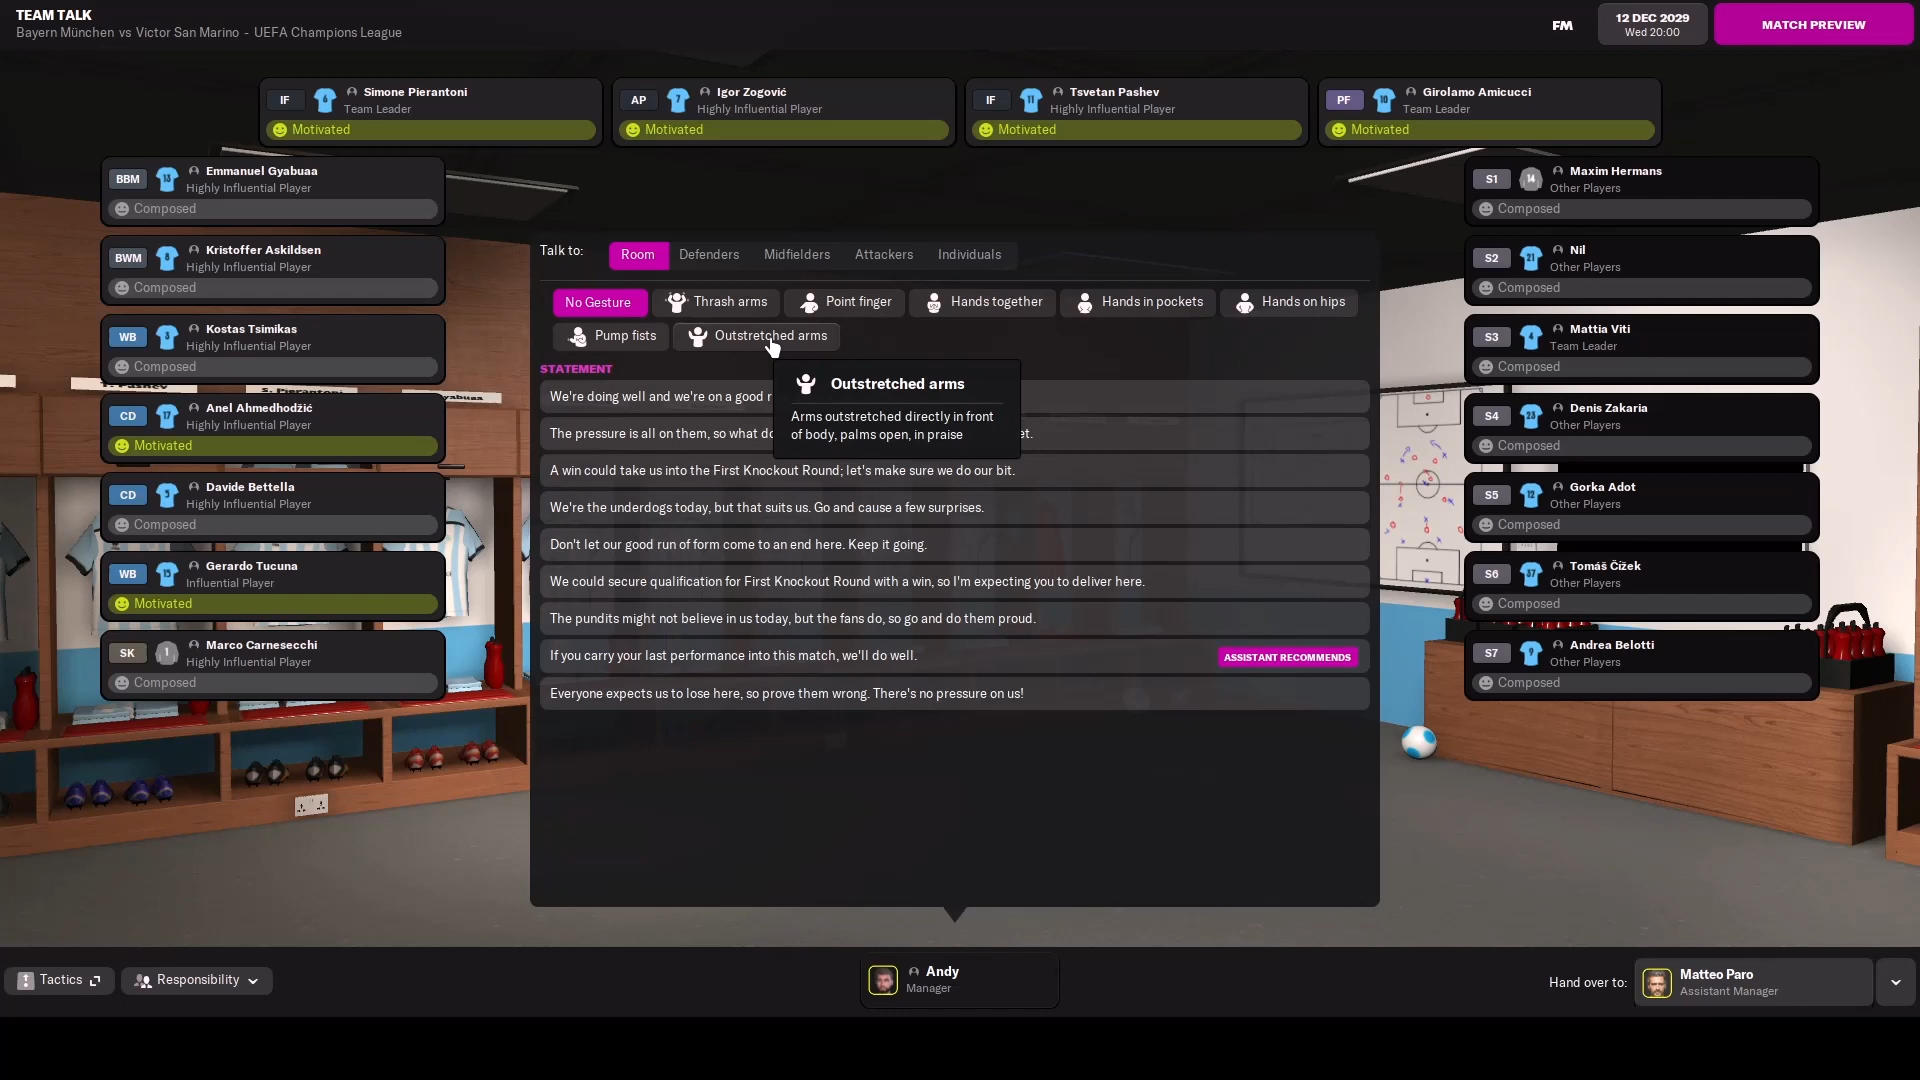 TEAM TALK
Bayern München vs Victor San Marino - UEFA Champions League
FM
12 DEC 2029
Wed 20:00
MATCH PREVIEW
IF
6
Simone Pierantoni
Team Leader
Motivated
AP
7
Igor Zogović
Highly Influential Player
Motivated
IF
11
Tsvetan Pashev
Highly Influential Player
Motivated
PF
10
Girolamo Amicucci
Team Leader
Motivated
BBM
Emmanuel Gyabuaa
Highly Influential Player
Composed
BWM
8
Kristoffer Askildsen
Highly Influential Player
Composed
WB
Kostas Tsimikas
Highly Influential Player
Composed
CD
17
Anel Ahmedhodžić
Motivated
CD
Davide Bettella
Highly Influential Player
Composed
WB
Gerardo Tucuna
Influential Player
Motivated
SK
1
Marco Carnesecchi
Highly Influential Player
Composed
T. Pashev
S. Pierantoni
Talk to:
Room
Defenders
Midfielders
Attackers
Individuals
No Gesture
Thrash arms
Point finger
Hands together
Hands in pockets
Hands on hips
Pump fists
Outstretched arms
Outstretched arms
Arms outstretched directly in front
of body, palms open, in praise
STATEMENT
We're doing well and we're on a good
The pressure is all on them, so what
A win could take us into the First Knockout Round; let's make sure we do our bit.
We're the underdogs today, but that suits us. Go and cause a few surprises.
Don't let our good run of form come to an end here. Keep it going.
We could secure qualification for First Knockout Round with a win, so I'm expecting you to deliver here.
The pundits might not believe in us today, but the fans do, so go and do them proud.
If you carry your last performance into this match, we'll do well.
ASSISTANT RECOMMENDS
Everyone expects us to lose here, so prove them wrong. There's no pressure on us!
S1
14
Maxim Hermans
Other Players
Composed
S2
21
Nil
Other Players
Composed
S3
4
Mattia Viti
Team Leader
Composed
S4
23
Denis Zakaria
Other Players
Composed
S5
12
Gorka Adot
Other Players
Composed
S6
37
Tomáš Čížek
Other Players
Composed
S7
9
Andrea Belotti
Other Players
Composed
Tactics
Responsibility
Andy
Manager
Hand over to:
Matteo Paro
Assistant Manager